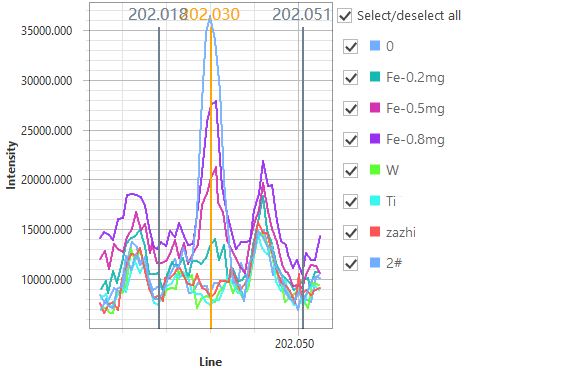 202.018 202.030 202.051
35000.000
30000.000
25000.000
20000.000
15000.000
10000.000
Intensity
202.050
Line
Select/deselect all
0
Fe-0.2mg
Fe-0.5mg
Fe-0.8mg
W
Ti
zazhi
2#